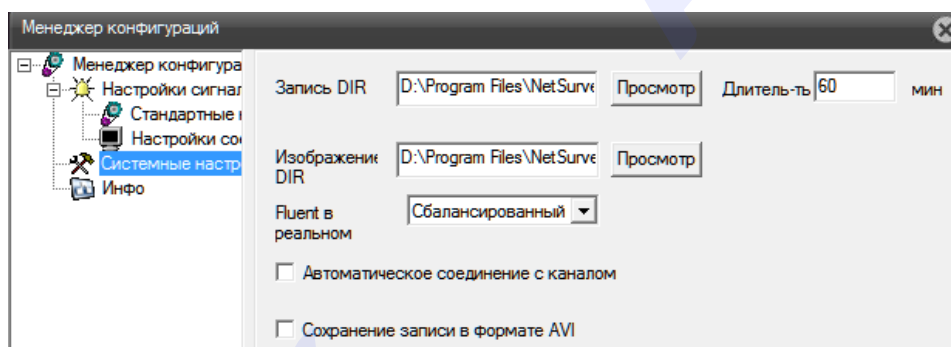 Менеджер конфигураций
Менеджер конфигура
Настройки сигнал
Стандартные н
Настройки соо
Системные настр
Инфо
Запись DIR
D:\Program Files\NetSurve
Просмотр
Длитель-ть
60
мин
Изображение DIR
D:\Program Files\NetSurve
Просмотр
Fluent в реальном
Сбалансированный
Автоматическое соединение с каналом
Сохранение записи в формате AVI